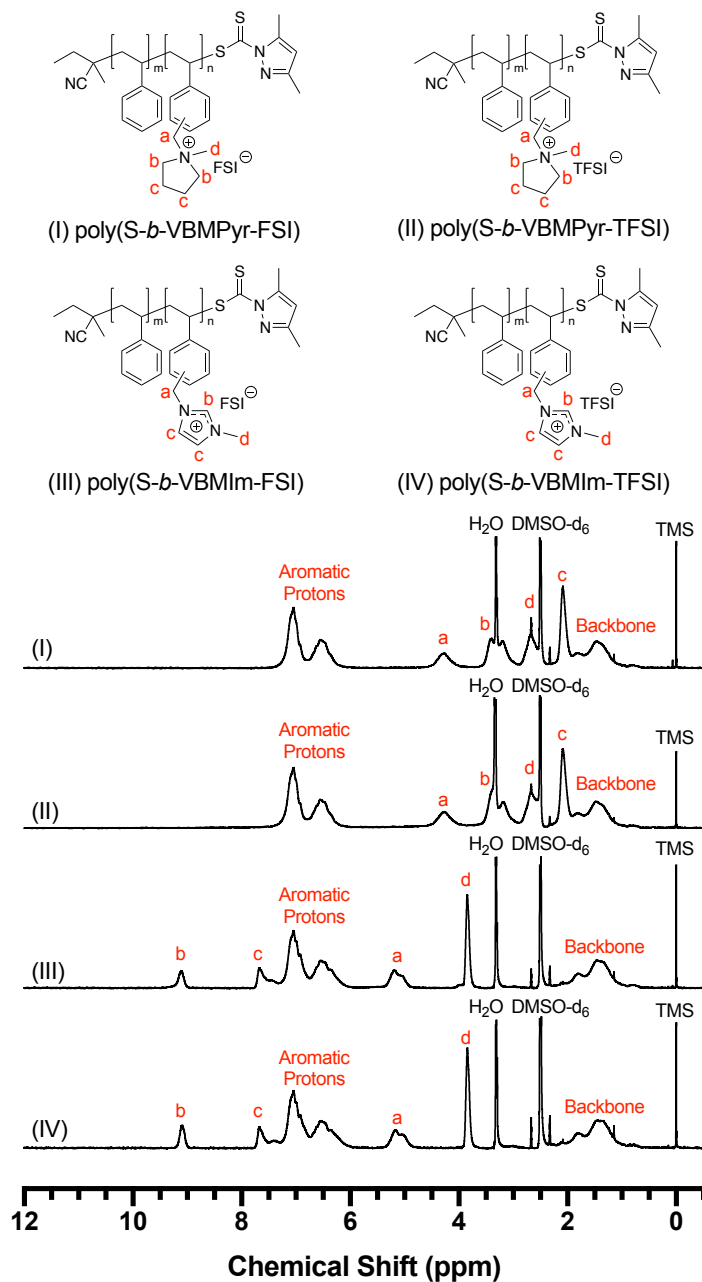 NC m n S S N N
a b N ⊕ d FSI ⊖ b c c
(I) poly(S-b-VBMPyr-FSI)
NC m n S S N N
a b N ⊕ d TFSI ⊖ b c c
(II) poly(S-b-VBMPyr-TFSI)
NC m n S S N N
a FSI ⊖ N b ⊕ c N d c
(III) poly(S-b-VBMIm-FSI)
NC m n S S N N
a TFSI ⊖ N b ⊕ c N d c
(IV) poly(S-b-VBMIm-TFSI)
H₂O DMSO-d₆
TMS
Aromatic
Protons
c
d
b
Backbone
a
(I)
H₂O DMSO-d₆
TMS
Aromatic
Protons
c
d
b
Backbone
a
(II)
H₂O DMSO-d₆
TMS
d
Aromatic
Protons
b c a Backbone
(III)
H₂O DMSO-d₆
TMS
d
Aromatic
Protons
b c a Backbone
(IV)
12 10 8 6 4 2 0
Chemical Shift (ppm)